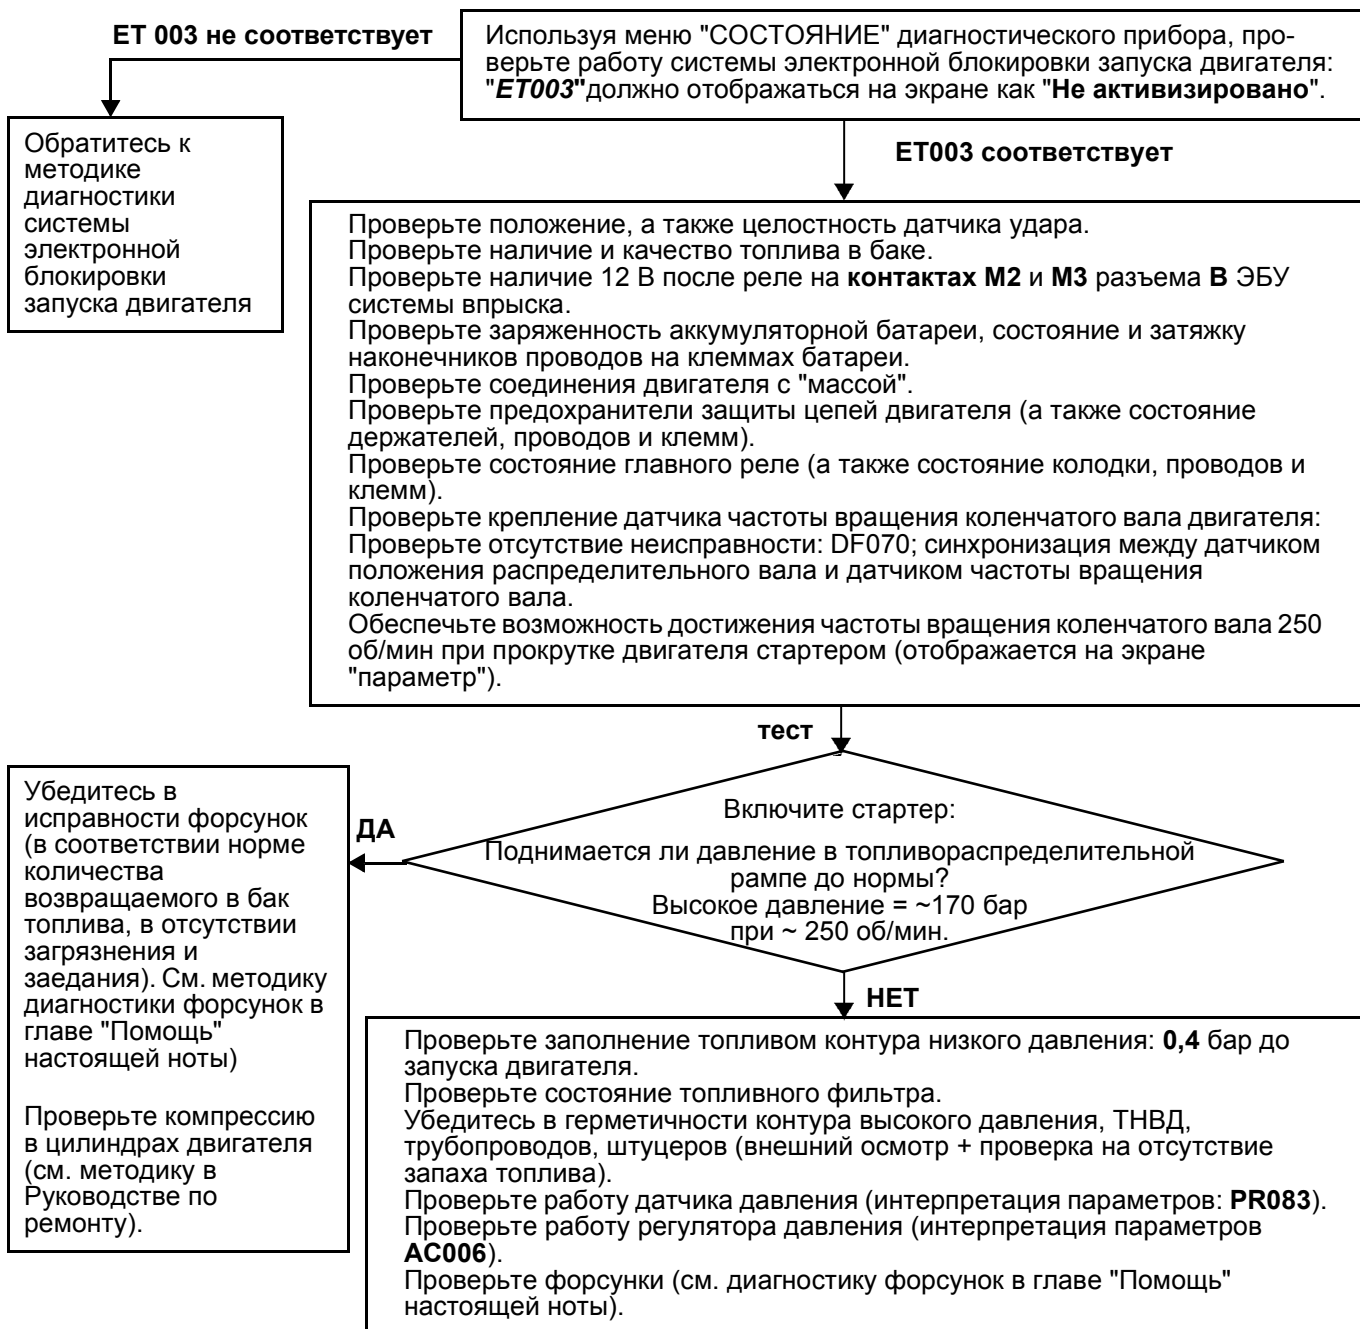 ET 003 не соответствует
Используя меню "СОСТОЯНИЕ" диагностического прибора, про-
верьте работу системы электронной блокировки запуска двигателя:
"ET003"должно отображаться на экране как "Не активизировано".
Обратитесь к
методике
диагностики
системы
электронной
блокировки
запуска двигателя
ET003 соответствует
Проверьте положение, а также целостность датчика удара.
Проверьте наличие и качество топлива в баке.
Проверьте наличие 12 В после реле на контактах M2 и M3 разъема B ЭБУ
системы впрыска.
Проверьте заряженность аккумуляторной батареи, состояние и затяжку
наконечников проводов на клеммах батареи.
Проверьте соединения двигателя с "массой".
Проверьте предохранители защиты цепей двигателя (а также состояние
держателей, проводов и клемм).
Проверьте состояние главного реле (а также состояние колодки, проводов и
клемм).
Проверьте крепление датчика частоты вращения коленчатого вала двигателя:
Проверьте отсутствие неисправности: DF070; синхронизация между датчиком
положения распределительного вала и датчиком частоты вращения
коленчатого вала.
Обеспечьте возможность достижения частоты вращения коленчатого вала 250
об/мин при прокрутке двигателя стартером (отображается на экране
"параметр").
тест
Включите стартер:
Поднимается ли давление в топливораспределительной
рампе до нормы?
Высокое давление = ~170 бар
при ~ 250 об/мин.
ДА
Убедитесь в
исправности форсунок
(в соответствии норме
количества
возвращаемого в бак
топлива, в отсутствии
загрязнения и
заедания). См. методику
диагностики форсунок в
главе "Помощь"
настоящей ноты)
Проверьте компрессию
в цилиндрах двигателя
(см. методику в
Руководстве по
ремонту).
НЕТ
Проверьте заполнение топливом контура низкого давления: 0,4 бар до
запуска двигателя.
Проверьте состояние топливного фильтра.
Убедитесь в герметичности контура высокого давления, ТНВД,
трубопроводов, штуцеров (внешний осмотр + проверка на отсутствие
запаха топлива).
Проверьте работу датчика давления (интерпретация параметров: PR083).
Проверьте работу регулятора давления (интерпретация параметров
AC006).
Проверьте форсунки (см. диагностику форсунок в главе "Помощь"
настоящей ноты).